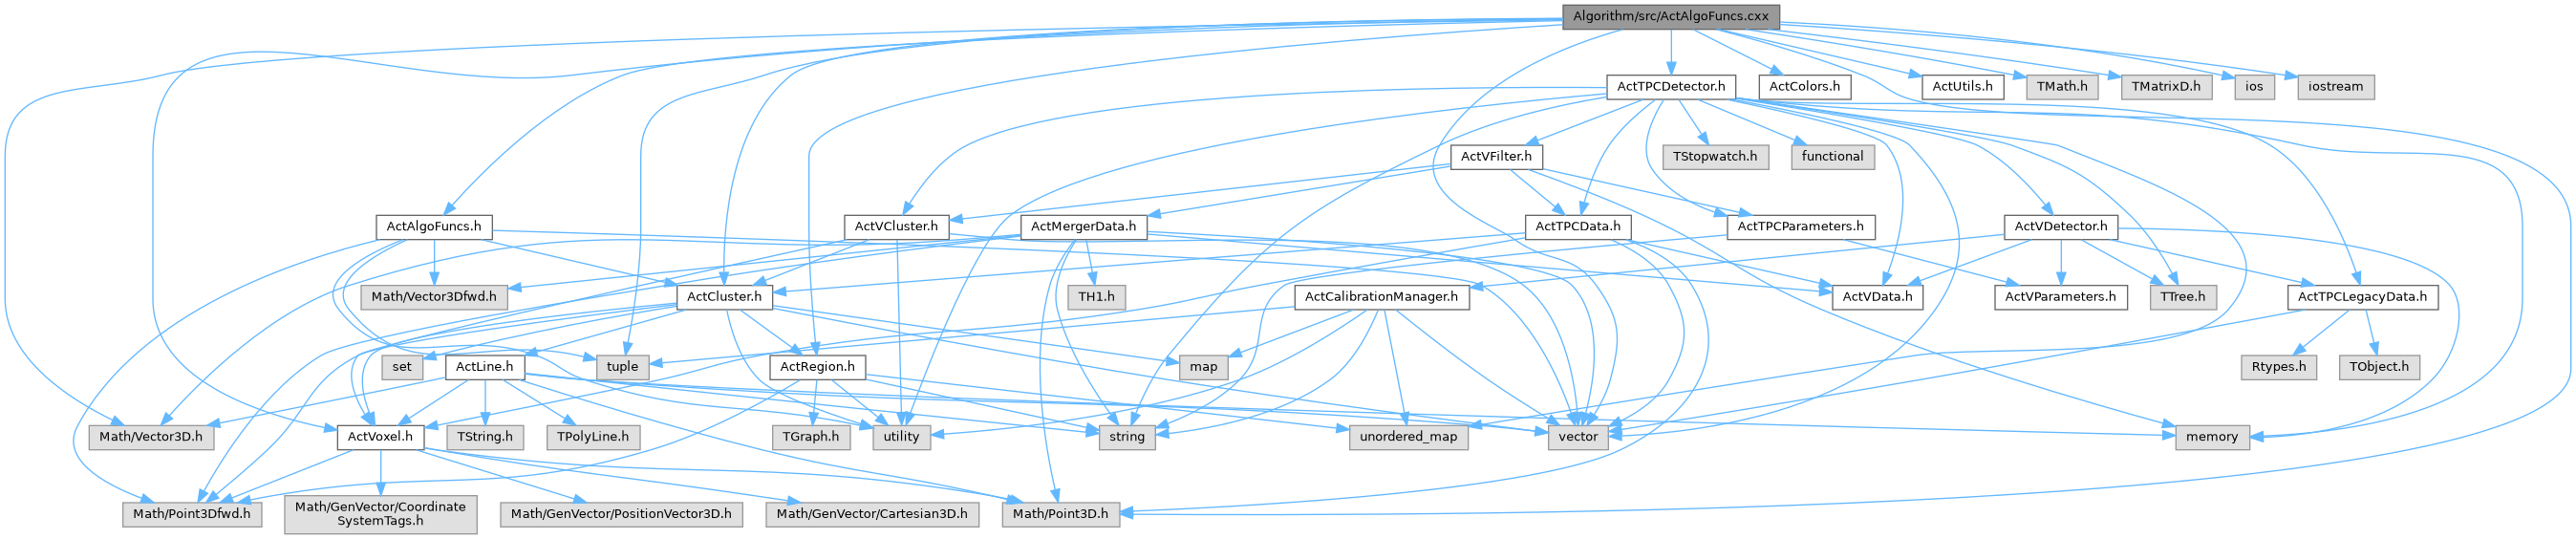 Algorithm/src/ActAlgoFuncs.cxx
ActTPCDetector.h
ActColors.h
ActUtils.h
TMath.h
TMatrixD.h
ios
iostream
ActVFilter.h
TStopwatch.h
functional
ActAlgoFuncs.h
ActVCluster.h
ActMergerData.h
ActTPCData.h
ActTPCParameters.h
ActVDetector.h
Math/Vector3Dfwd.h
ActCluster.h
TH1.h
ActCalibrationManager.h
ActVData.h
ActVParameters.h
TTree.h
ActTPCLegacyData.h
set
ActLine.h
tuple
ActRegion.h
map
Rtypes.h
TObject.h
Math/Vector3D.h
ActVoxel.h
TString.h
TPolyLine.h
TGraph.h
utility
string
unordered_map
vector
memory
Math/Point3Dfwd.h
Math/GenVector/Coordinate
SystemTags.h
Math/GenVector/PositionVector3D.h
Math/GenVector/Cartesian3D.h
Math/Point3D.h